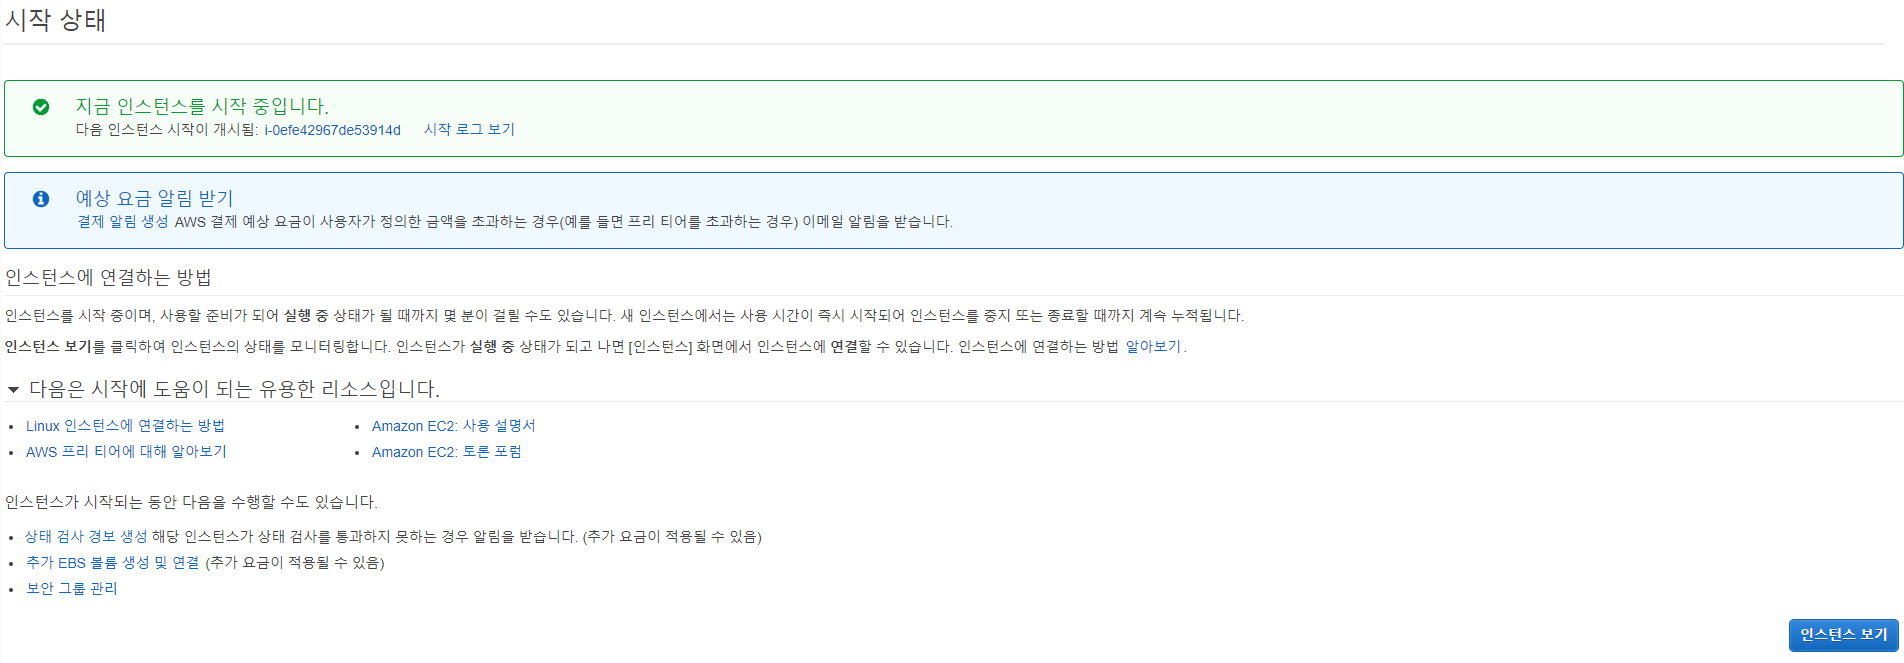 시작 상태
지금 인스턴스를 시작 중입니다.
다음 인스턴스 시작이 개시됨: i-0efe42967de53914d 시작 로그 보기
예상 요금 알림 받기
결제 알림 생성 AWS 결제 예상 요금이 사용자가 정의한 금액을 초과하는 경우(예를 들면 프리 티어를 초과하는 경우) 이메일 알림을 받습니다.
인스턴스에 연결하는 방법
인스턴스를 시작 중이며, 사용할 준비가 되어 실행 중 상태가 될 때까지 몇 분이 걸릴 수도 있습니다. 새 인스턴스에서는 사용 시간이 즉시 시작되어 인스턴스를 중지 또는 종료할 때까지 계속 누적됩니다.
인스턴스 보기를 클릭하여 인스턴스의 상태를 모니터링합니다. 인스턴스가 실행 중 상태가 되고 나면 [인스턴스] 화면에서 인스턴스에 연결할 수 있습니다. 인스턴스에 연결하는 방법 알아보기.
다음은 시작에 도움이 되는 유용한 리소스입니다.
• Linux 인스턴스에 연결하는 방법 • Amazon EC2: 사용 설명서
• AWS 프리 티어에 대해 알아보기 • Amazon EC2: 토론 포럼
인스턴스가 시작되는 동안 다음을 수행할 수도 있습니다.
• 상태 검사 경보 생성 해당 인스턴스가 상태 검사를 통과하지 못하는 경우 알림을 받습니다. (추가 요금이 적용될 수 있음)
• 추가 EBS 볼륨 생성 및 연결 (추가 요금이 적용될 수 있음)
• 보안 그룹 관리
인스턴스 보기